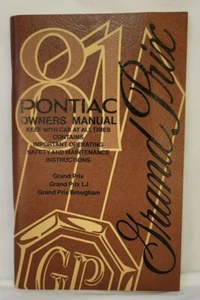 81
PONTIAC
OWNERS MANUAL
KEEP WITH CAR AT ALL TIMES
CONTAINS
IMPORTANT OPERATING
SAFETY AND MAINTENANCE
INSTRUCTIONS
Grand Prix
Grand Prix LJ
Grand Prix Brougham
Grand Prix
GP